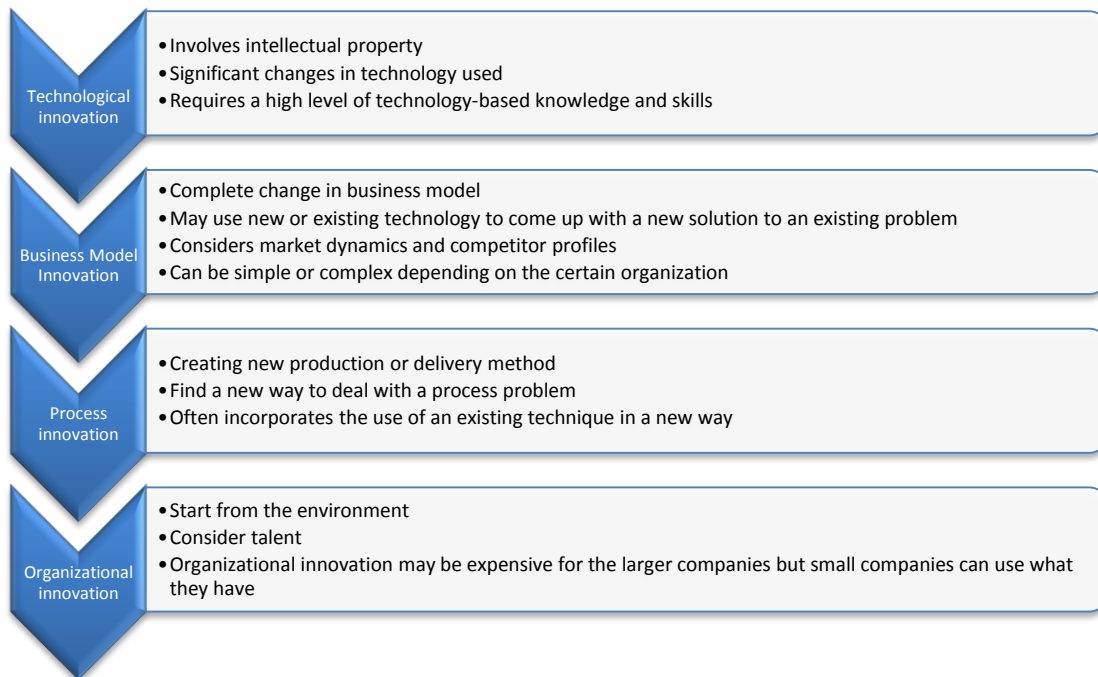 Technological
innovation
•Involves intellectual property
•Significant changes in technology used
•Requires a high level of technology-based knowledge and skills
Business Model
Innovation
•Complete change in business model
•May use new or existing technology to come up with a new solution to an existing problem
•Considers market dynamics and competitor profiles
•Can be simple or complex depending on the certain organization
Process
innovation
•Creating new production or delivery method
•Find a new way to deal with a process problem
•Often incorporates the use of an existing technique in a new way
Organizational
innovation
•Start from the environment
•Consider talent
•Organizational innovation may be expensive for the larger companies but small companies can use what
they have